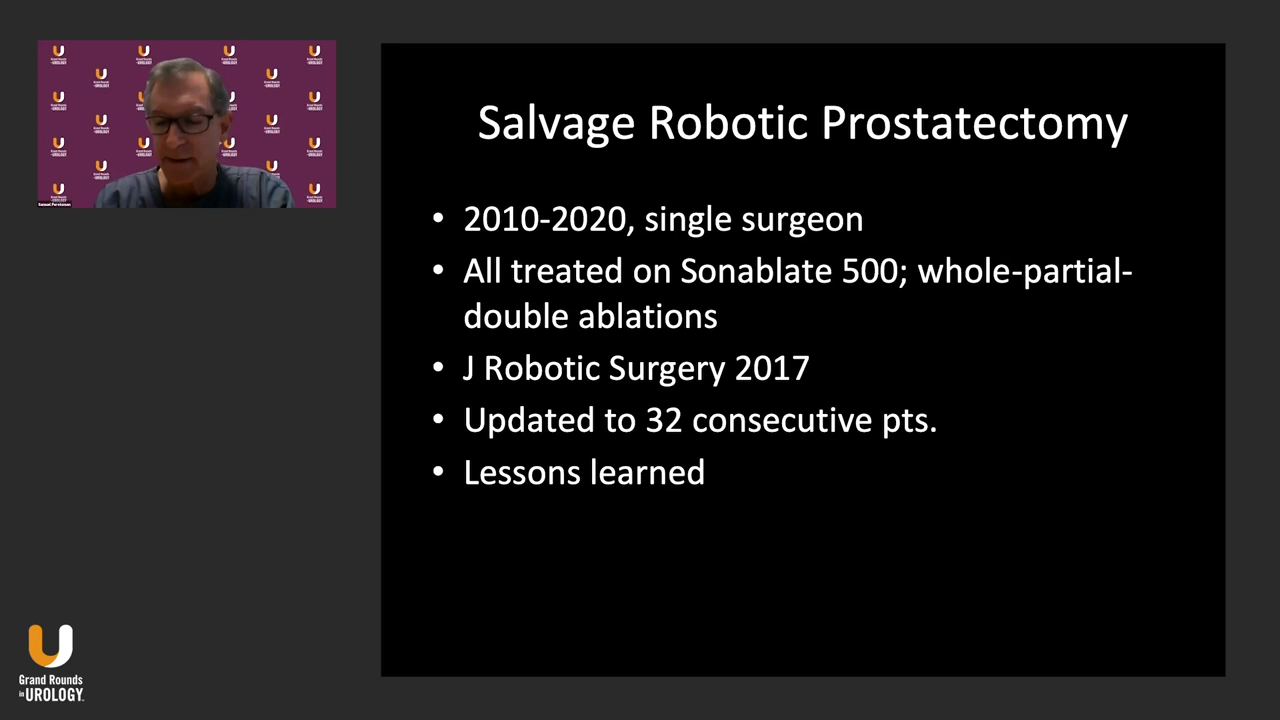 Salvage Robotic Prostatectomy
• 2010-2020, single surgeon
• All treated on Sonablate 500; whole-partial-
double ablations
• J Robotic Surgery 2017
• Updated to 32 consecutive pts.
• Lessons learned
Grand Rounds
in UROLOGY